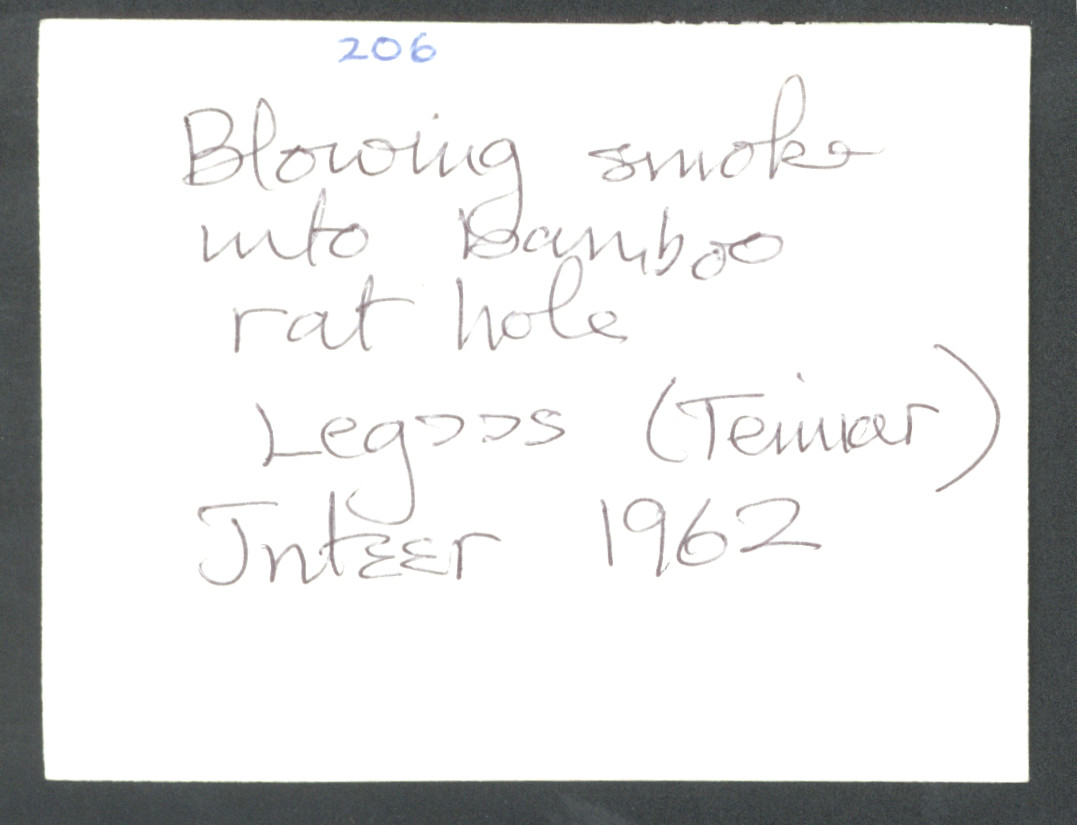 206
Blowing smoke
into Bamboo
rat hole
Legɔɔs (Temiar)
Jntɛɛr 1962